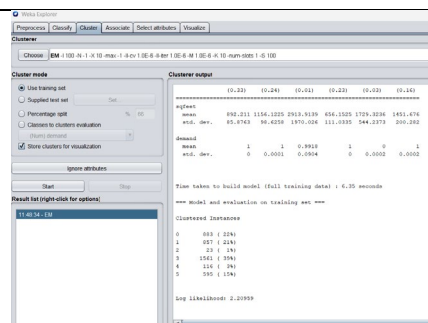 Weka Explorer
Preprocess Classify Cluster Associate Select attributes Visualize
Clusterer
Choose EM -I 100 -N -1 -X 10 -max -1 -ll-cv 1.0E-6 -ll-iter 1.0E-6 -M 1.0E-6 -K 10 -num-slots 1 -S 100
Cluster mode
Use training set
Supplied test set Set...
Percentage split % 66
Classes to clusters evaluation
(Num) demand
Store clusters for visualization
Ignore attributes
Start Stop
Result list (right-click for options)
11:48:34 - EM
Clusterer output
(0.23) (0.24) (0.01) (0.33) (0.03) (0.16)
sqfeet
mean 892.211 1156.1225 2913.9139 656.1525 1729.3236 1451.676
std. dev. 85.8763 98.6258 1970.026 111.0335 544.2373 200.282
demand
mean 1 1 0.9918 1 0 1
std. dev. 0 0.0001 0.0904 0 0.0002 0.0002
Time taken to build model (full training data) : 6.35 seconds
=== Model and evaluation on training set ===
Clustered Instances
0 883 ( 22%)
1 857 ( 21%)
2 23 ( 1%)
3 1561 ( 39%)
4 116 ( 3%)
5 595 ( 15%)
Log likelihood: 2.20959